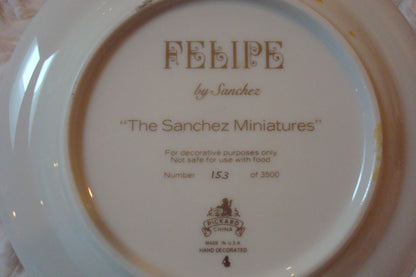 FELIPE
by Sanchez
"The Sanchez Miniatures"
For decorative purposes only
Not safe for use with food
Number 153 of 3500
PICKARD
CHINA
MADE IN U.S.A.
HAND DECORATED
4